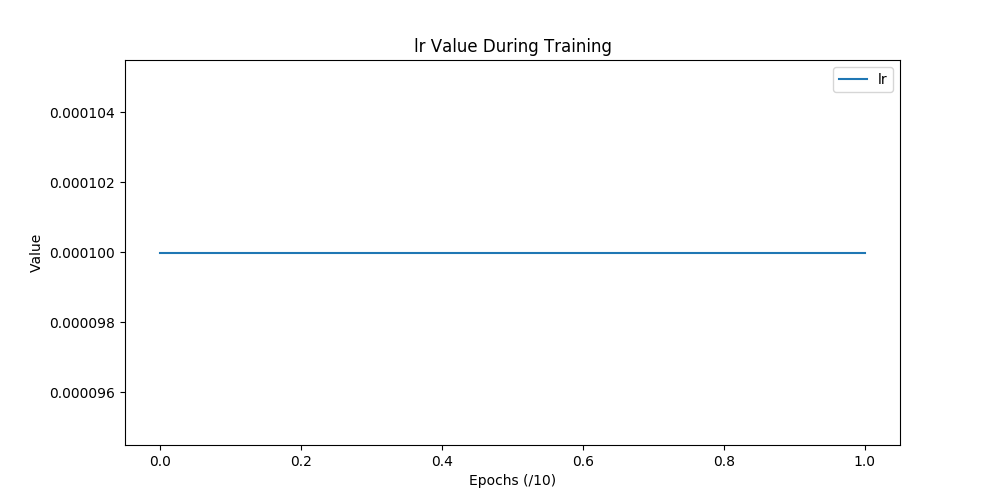 lr Value During Training
lr
0.000104
0.000102
0.000100
0.000098
0.000096
Value
0.0 0.2 0.4 0.6 0.8 1.0
Epochs (/10)